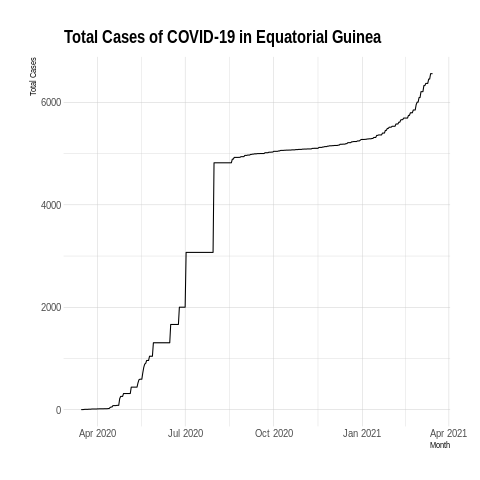 Total Cases of COVID-19 in Equatorial Guinea
Total Cases
6000
4000
2000
0
Apr 2020 Jul 2020 Oct 2020 Jan 2021 Apr 2021
Month